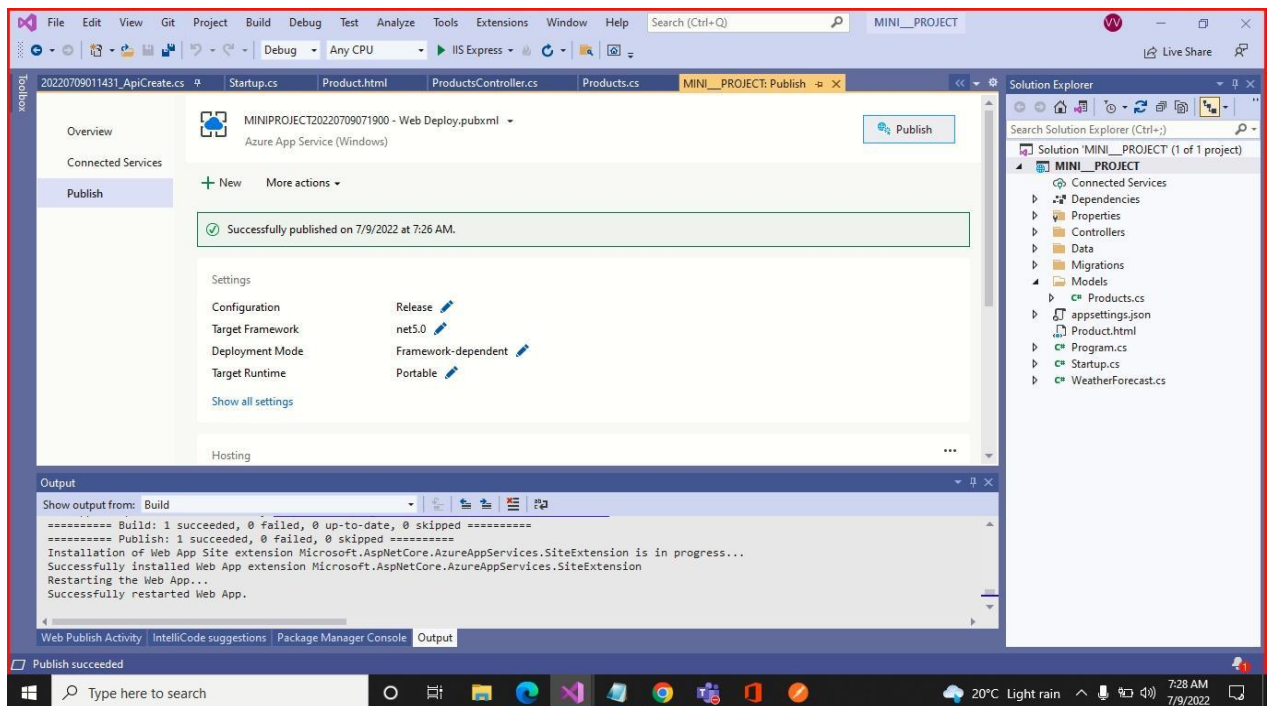 File Edit View Git Project Build Debug Test Analyze Tools Extensions Window Help Search (Ctrl+Q) MINI__PROJECT VV
Debug Any CPU IIS Express Live Share
Toolbox
20220709011431_ApiCreate.cs Startup.cs Product.html ProductsController.cs Products.cs MINI__PROJECT: Publish
Overview
Connected Services
Publish
MINIPROJECT20220709071900 - Web Deploy.pubxml
Azure App Service (Windows)
Publish
New More actions
Successfully published on 7/9/2022 at 7:26 AM.
Settings
Configuration Release
Target Framework net5.0
Deployment Mode Framework-dependent
Target Runtime Portable
Show all settings
Hosting
Solution Explorer
Search Solution Explorer (Ctrl+;)
Solution 'MINI__PROJECT' (1 of 1 project)
MINI__PROJECT
Connected Services
Dependencies
Properties
Controllers
Data
Migrations
Models
C# Products.cs
appsettings.json
Product.html
C# Program.cs
C# Startup.cs
C# WeatherForecast.cs
Output
Show output from: Build
========== Build: 1 succeeded, 0 failed, 0 up-to-date, 0 skipped ==========
========== Publish: 1 succeeded, 0 failed, 0 skipped ==========
Installation of Web App Site extension Microsoft.AspNetCore.AzureAppServices.SiteExtension is in progress...
Successfully installed Web App extension Microsoft.AspNetCore.AzureAppServices.SiteExtension
Restarting the Web App...
Successfully restarted Web App.
Web Publish Activity IntelliCode suggestions Package Manager Console Output
Publish succeeded 1
Type here to search 20°C Light rain 7:28 AM
7/9/2022